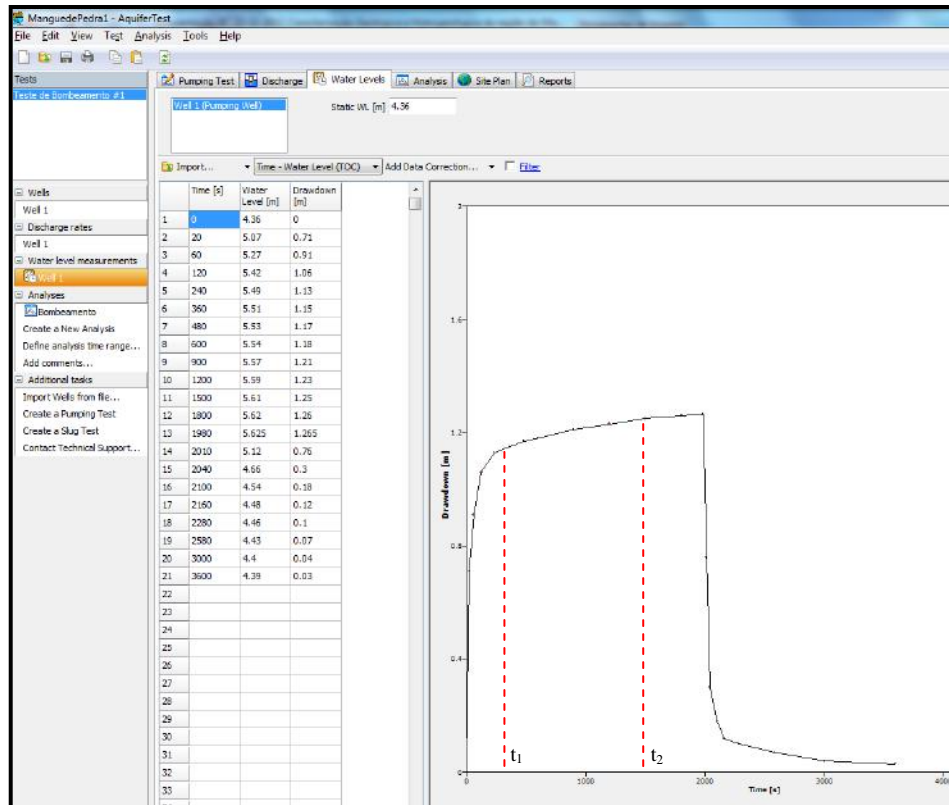 ManguedePedra1 - AquiferTest
File Edit View Test Analysis Tools Help
Tests
Teste de Bombeamento #1
Pumping Test Discharge Water Levels Analysis Site Plan Reports
Well 1 (Pumping Well)
Static WL [m] 4.36
Import... Time - Water Level (TOC) Add Data Correction... Filter
Wells
Well 1
Discharge rates
Well 1
Water level measurements
Well 1
Analyses
Bombeamento
Create a New Analysis
Define analysis time range...
Add comments...
Additional tasks
Import Wells from file...
Create a Pumping Test
Create a Slug Test
Contact Technical Support...
Time [s] Water Level [m] Drawdown [m]
1 0 4.36 0
2 20 5.07 0.71
3 60 5.27 0.91
4 120 5.42 1.06
5 240 5.49 1.13
6 360 5.51 1.15
7 480 5.53 1.17
8 600 5.54 1.18
9 900 5.57 1.21
10 1200 5.59 1.23
11 1500 5.61 1.25
12 1800 5.62 1.26
13 1980 5.625 1.265
14 2010 5.12 0.76
15 2040 4.66 0.3
16 2100 4.54 0.18
17 2160 4.48 0.12
18 2280 4.46 0.1
19 2580 4.43 0.07
20 3000 4.4 0.04
21 3600 4.39 0.03
22
23
24
25
26
27
28
29
30
31
32
33
1.6
1.2
0.8
0.4
0
Drawdown [m]
t1 t2
0 1000 2000 3000 4000
Time [s]